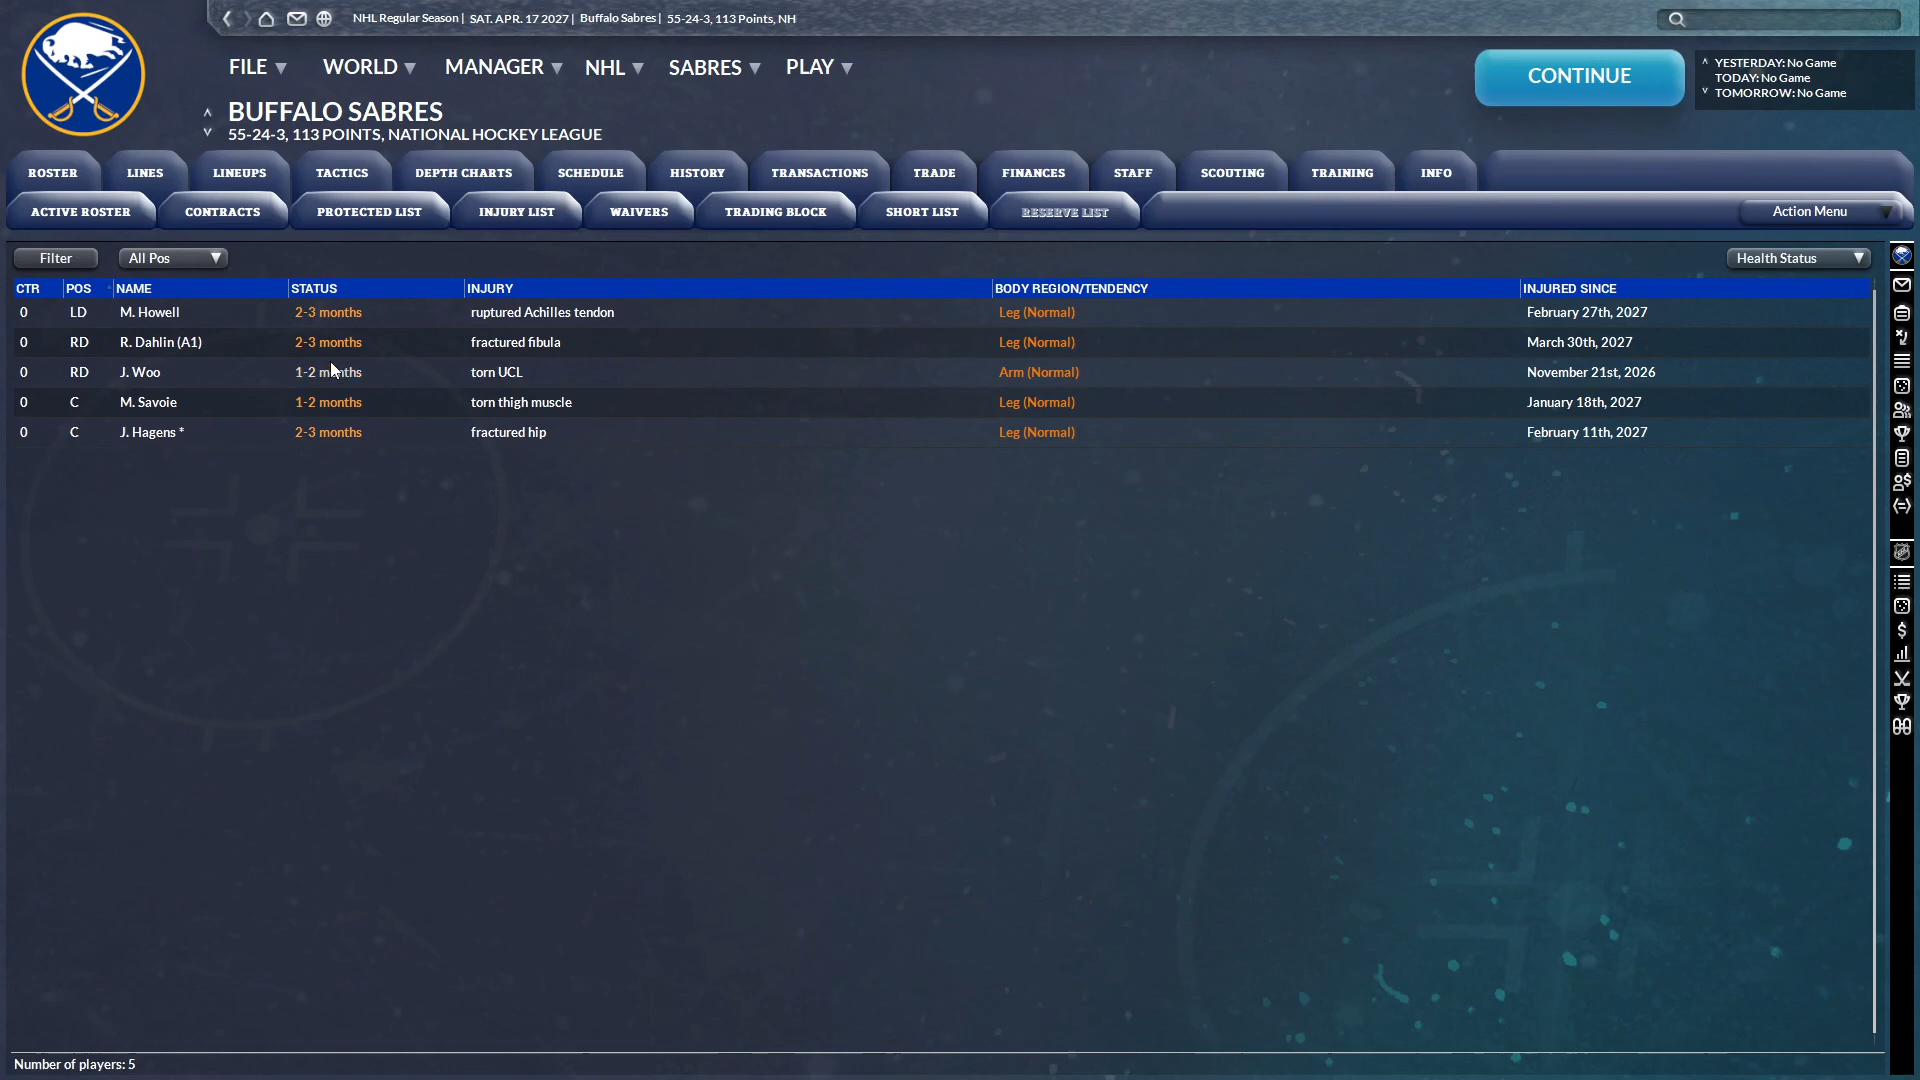 NHL Regular Season | SAT. APR. 17 2027 | Buffalo Sabres | 55-24-3, 113 Points, NH
FILE WORLD MANAGER NHL SABRES PLAY
CONTINUE
YESTERDAY: No Game
TODAY: No Game
TOMORROW: No Game
BUFFALO SABRES
55-24-3, 113 POINTS, NATIONAL HOCKEY LEAGUE
ROSTER LINES LINEUPS TACTICS DEPTH CHARTS SCHEDULE HISTORY TRANSACTIONS TRADE FINANCES STAFF SCOUTING TRAINING INFO
ACTIVE ROSTER CONTRACTS PROTECTED LIST INJURY LIST WAIVERS TRADING BLOCK SHORT LIST RESERVE LIST Action Menu
Filter All Pos Health Status
CTR POS NAME STATUS INJURY BODY REGION/TENDENCY INJURED SINCE
0 LD M. Howell 2-3 months ruptured Achilles tendon Leg (Normal) February 27th, 2027
0 RD R. Dahlin (A1) 2-3 months fractured fibula Leg (Normal) March 30th, 2027
0 RD J. Woo 1-2 months torn UCL Arm (Normal) November 21st, 2026
0 C M. Savoie 1-2 months torn thigh muscle Leg (Normal) January 18th, 2027
0 C J. Hagens * 2-3 months fractured hip Leg (Normal) February 11th, 2027
Number of players: 5